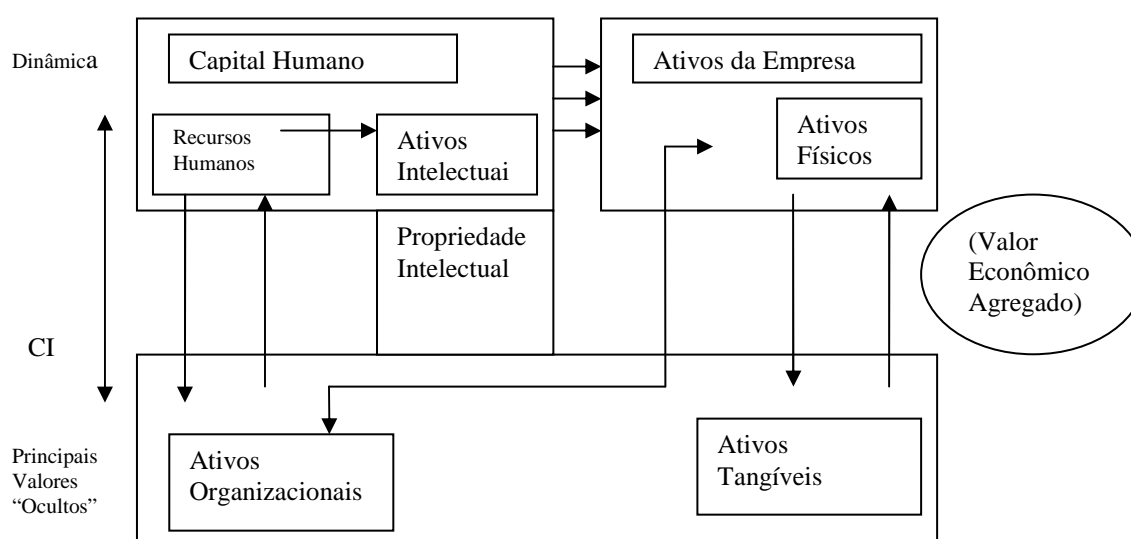 Dinâmica
Capital Humano
Ativos da Empresa
Recursos
Humanos
Ativos
Intelectuai
Ativos
Físicos
Propriedade
Intelectual
(Valor
Econômico
Agregado)
CI
Principais
Valores
“Ocultos”
Ativos
Organizacionais
Ativos
Tangíveis